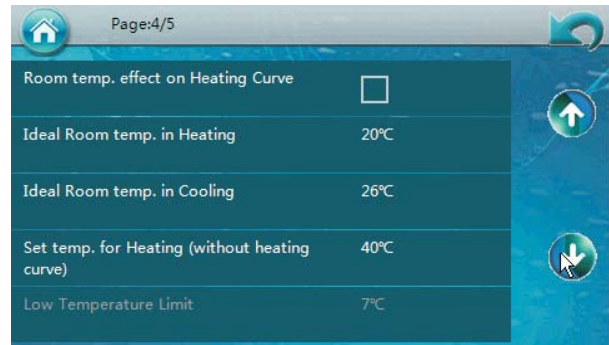 Page:4/5
Room temp. effect on Heating Curve
Ideal Room temp. in Heating 20℃
Ideal Room temp. in Cooling 26℃
Set temp. for Heating (without heating 40℃
curve)
Low Temperature Limit 7℃